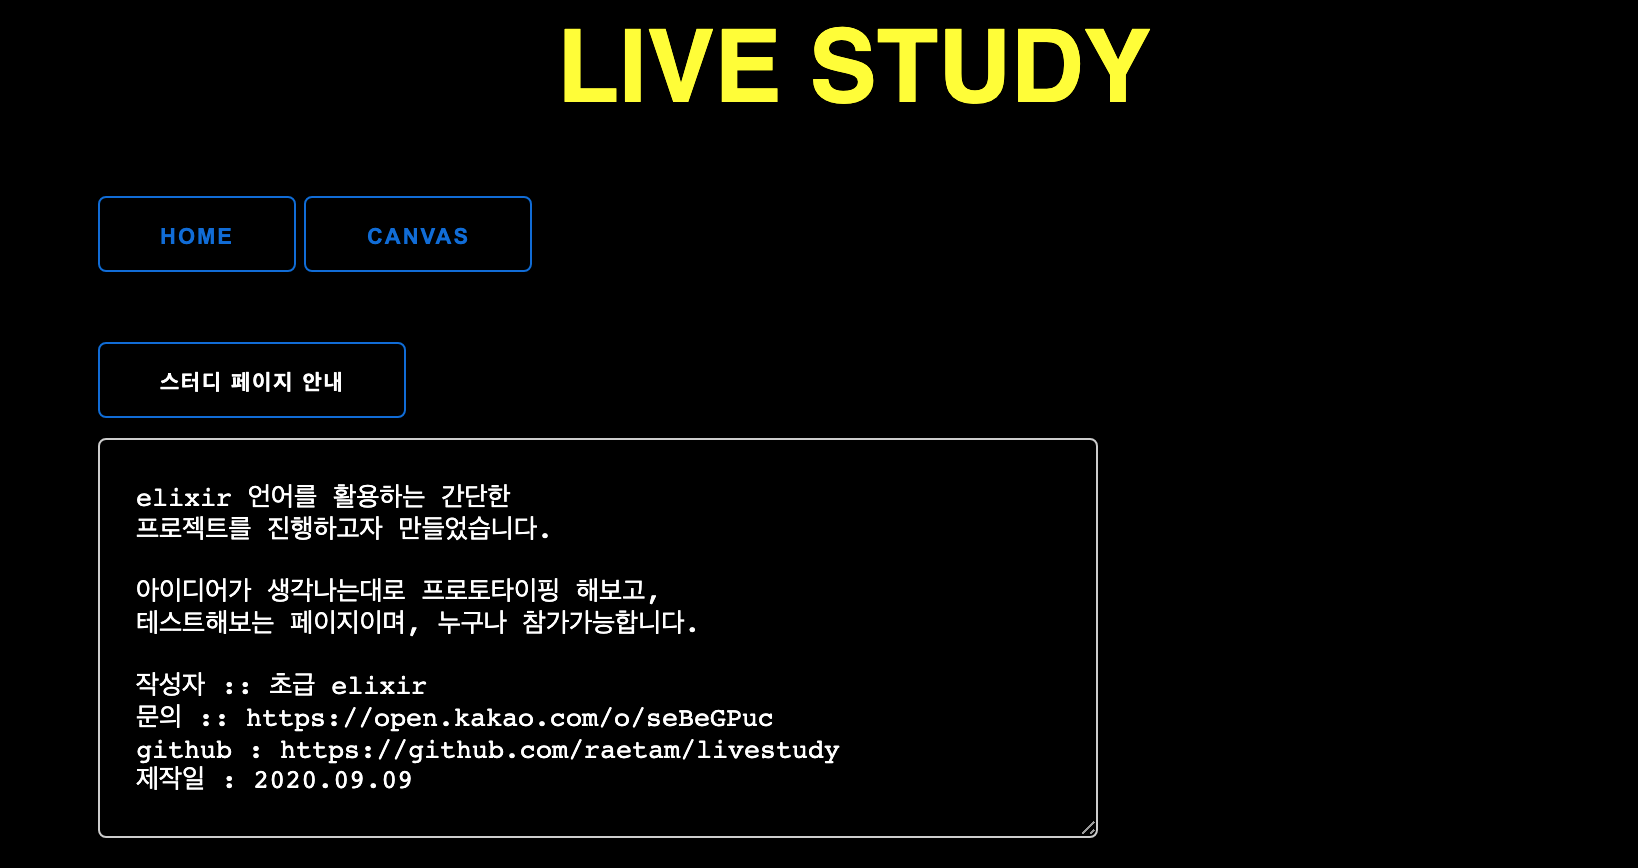 LIVE STUDY
HOME
CANVAS
스터디 페이지 안내
elixir 언어를 활용하는 간단한
프로젝트를 진행하고자 만들었습니다.
아이디어가 생각나는대로 프로토타이핑 해보고,
테스트해보는 페이지이며, 누구나 참가가능합니다.
작성자 :: 초급 elixir
문의 :: https://open.kakao.com/o/seBeGPuc
github : https://github.com/raetam/livestudy
제작일 : 2020.09.09